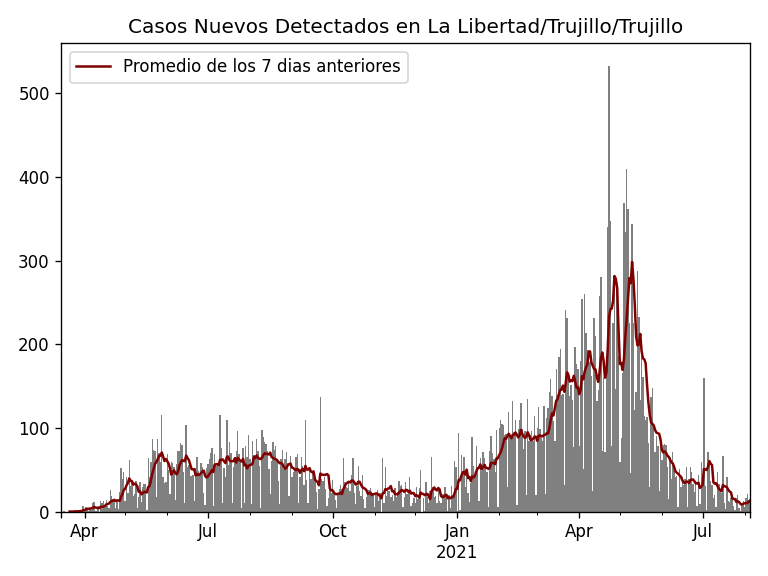 Casos Nuevos Detectados en La Libertad/Trujillo/Trujillo
Promedio de los 7 dias anteriores
500
400
300
200
100
0
Apr Jul Oct Jan Apr Jul
2021